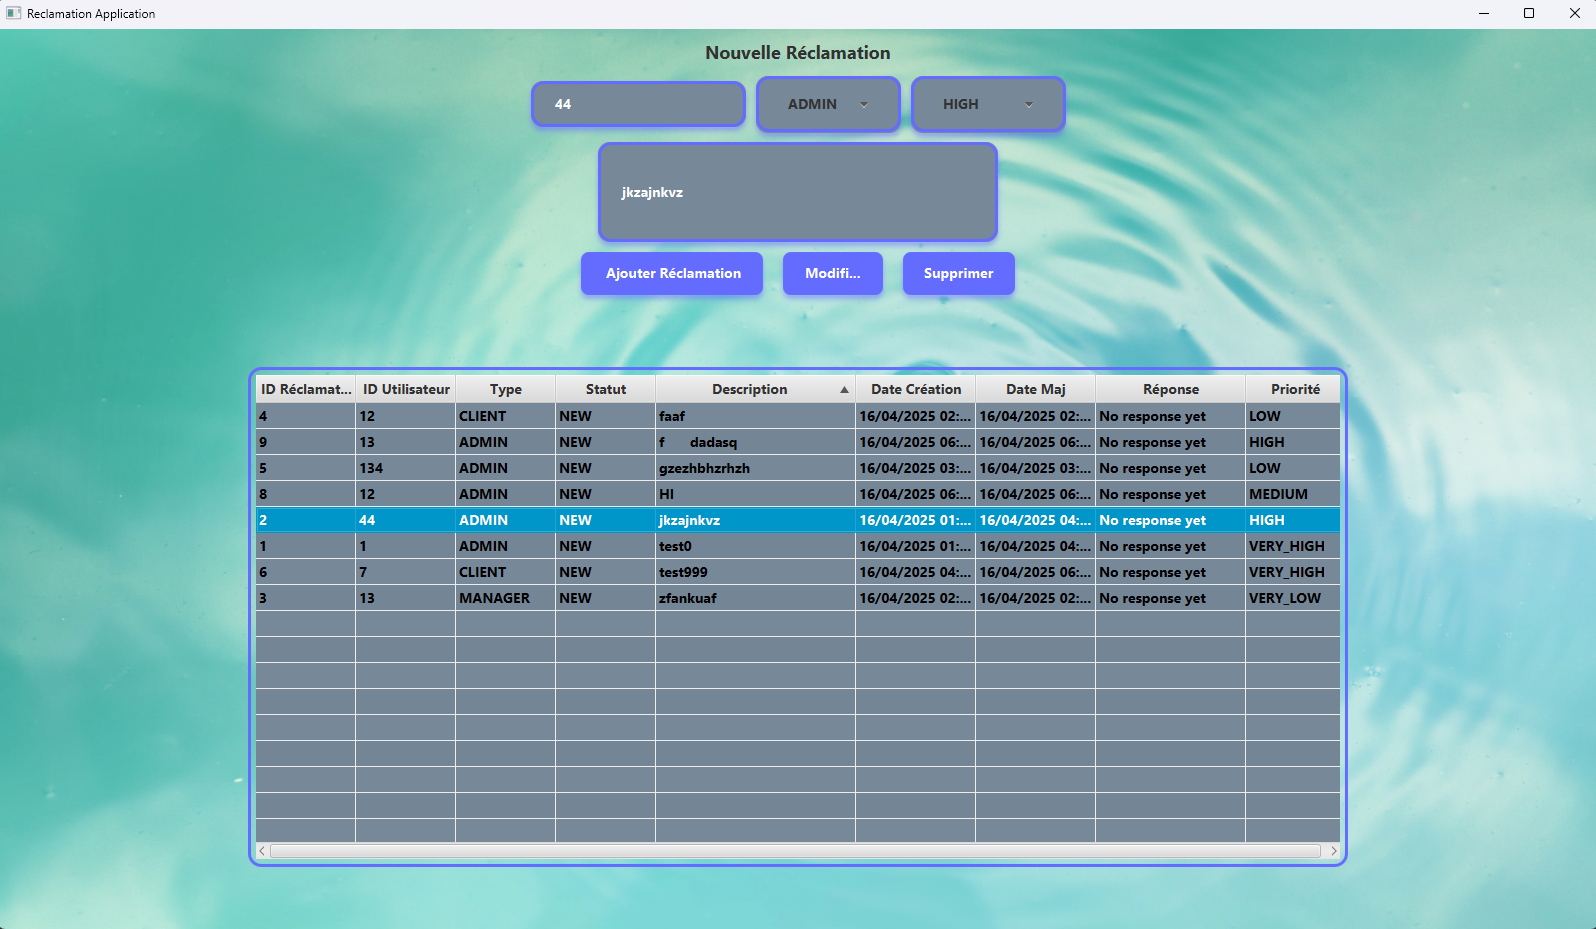 Reclamation Application
Nouvelle Réclamation
44 ADMIN HIGH
jkzajnkvz
Ajouter Réclamation Modifi... Supprimer
ID Réclamat... ID Utilisateur Type Statut Description Date Création Date Maj Réponse Priorité
4 12 CLIENT NEW faaf 16/04/2025 02:... 16/04/2025 02:... No response yet LOW
9 13 ADMIN NEW f dadasq 16/04/2025 06:... 16/04/2025 06:... No response yet HIGH
5 134 ADMIN NEW gzezhbhzrhzh 16/04/2025 03:... 16/04/2025 03:... No response yet LOW
8 12 ADMIN NEW HI 16/04/2025 06:... 16/04/2025 06:... No response yet MEDIUM
2 44 ADMIN NEW jkzajnkvz 16/04/2025 01:... 16/04/2025 04:... No response yet HIGH
1 1 ADMIN NEW test0 16/04/2025 01:... 16/04/2025 04:... No response yet VERY_HIGH
6 7 CLIENT NEW test999 16/04/2025 04:... 16/04/2025 06:... No response yet VERY_HIGH
3 13 MANAGER NEW zfankuaf 16/04/2025 02:... 16/04/2025 02:... No response yet VERY_LOW